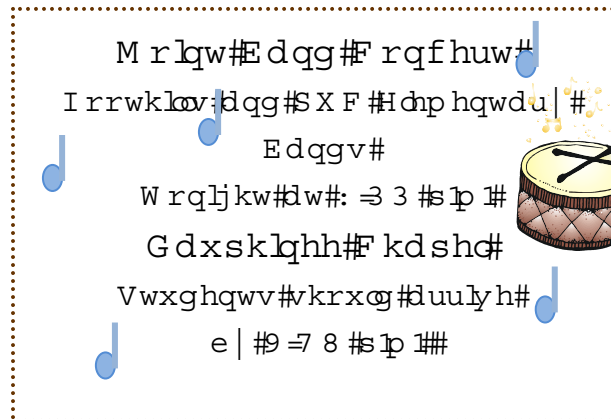 Mrlqw#Edqg#Frqfhuw#
Irrwkloov#dqg#SXF#Hohphqwdu|#
Edqgv#
Wrqljkw#dw#:=33#s1p1#
Gdxsklqhh#Fkdsho#
Vwxghqwv#vkrxog#duulyh#
e|#9=78#s1p1##